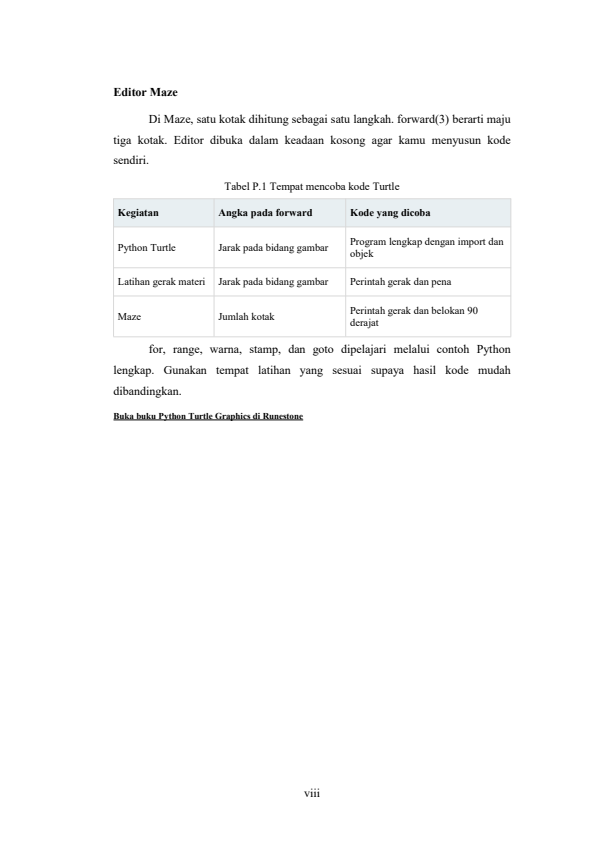 Editor Maze
Di Maze, satu kotak dihitung sebagai satu langkah. forward(3) berarti maju
tiga kotak. Editor dibuka dalam keadaan kosong agar kamu menyusun kode
sendiri.
Tabel P.1 Tempat mencoba kode Turtle
Kegiatan Angka pada forward Kode yang dicoba
Python Turtle Jarak pada bidang gambar Program lengkap dengan import dan
objek
Latihan gerak materi Jarak pada bidang gambar Perintah gerak dan pena
Maze Jumlah kotak Perintah gerak dan belokan 90
derajat
for, range, warna, stamp, dan goto dipelajari melalui contoh Python
lengkap. Gunakan tempat latihan yang sesuai supaya hasil kode mudah
dibandingkan.
Buka buku Python Turtle Graphics di Runestone
viii